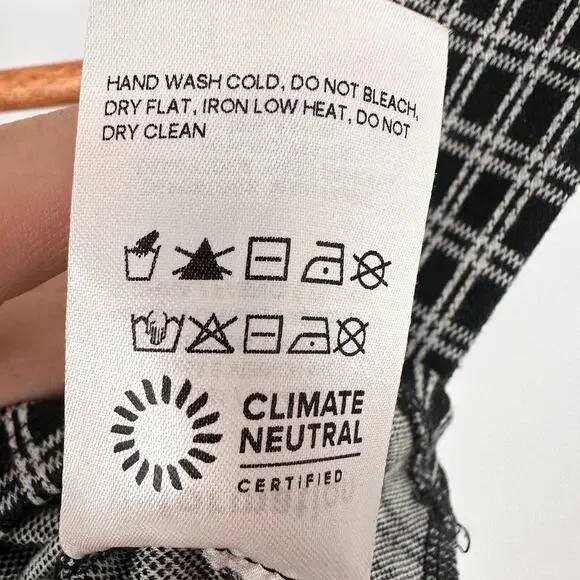 HAND WASH COLD, DO NOT BLEACH,
DRY FLAT, IRON LOW HEAT, DO NOT
DRY CLEAN
CLIMATE
NEUTRAL
CERTIFIED